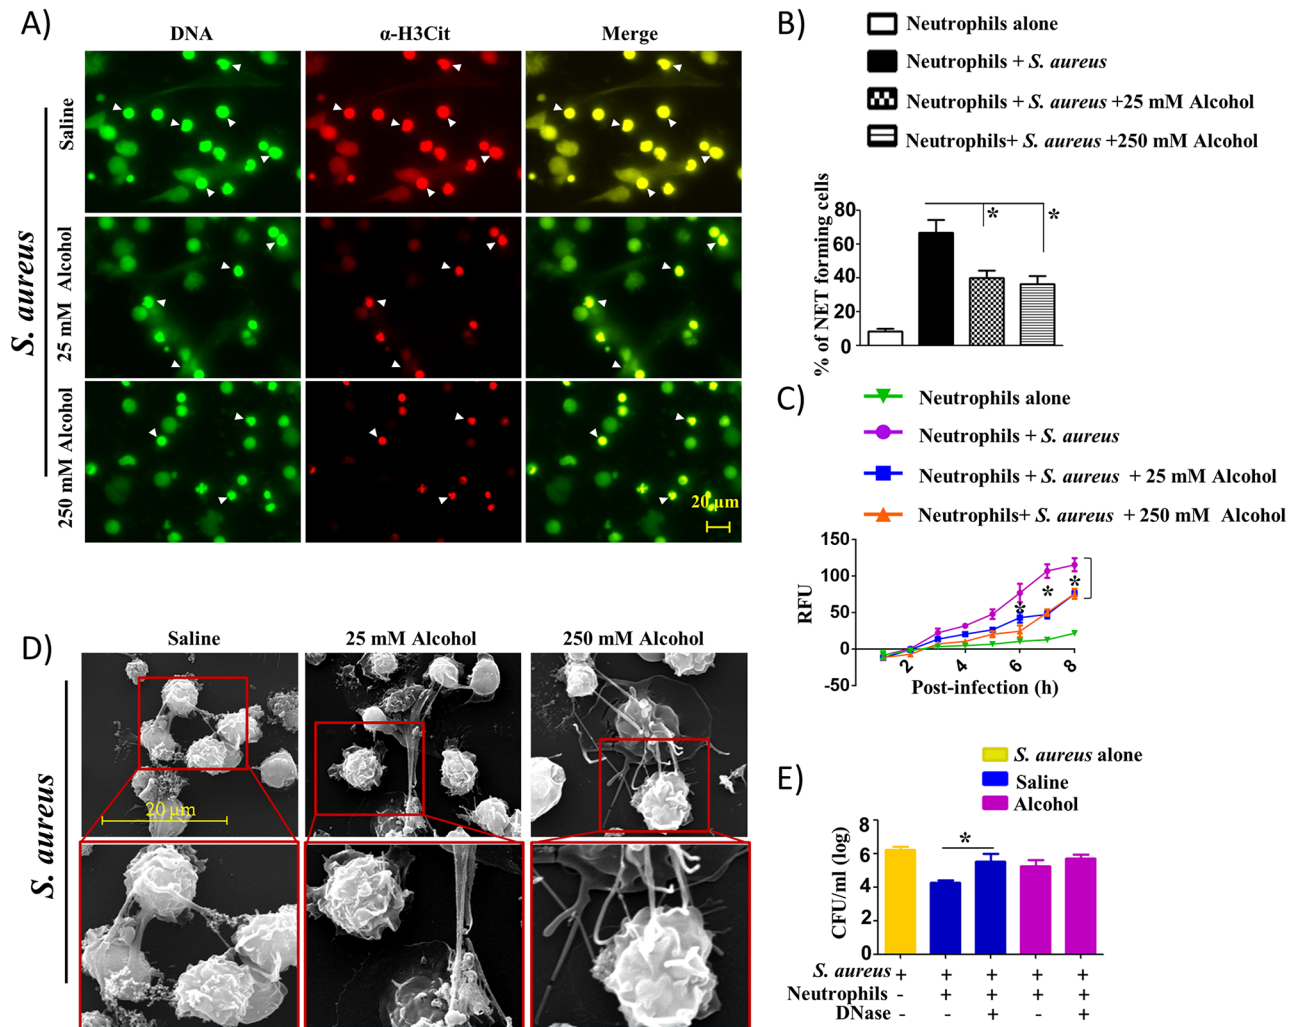 A)
DNA
α-H3Cit
Merge
S. aureus
Saline
25 mM Alcohol
250 mM Alcohol
20 µm
B)
Neutrophils alone
Neutrophils + S. aureus
Neutrophils + S. aureus +25 mM Alcohol
Neutrophils+ S. aureus +250 mM Alcohol
% of NET forming cells
80
60
40
20
0
*
*
C)
Neutrophils alone
Neutrophils + S. aureus
Neutrophils + S. aureus + 25 mM Alcohol
Neutrophils+ S. aureus + 250 mM Alcohol
RFU
150
100
50
0
-50
2
4
6
8
*
*
*
Post-infection (h)
D)
Saline
25 mM Alcohol
250 mM Alcohol
S. aureus
20 µm
E)
S. aureus alone
Saline
Alcohol
CFU/ml (log)
8
6
4
2
0
*
S. aureus + + + + +
Neutrophils - + + + +
DNase - - + - +